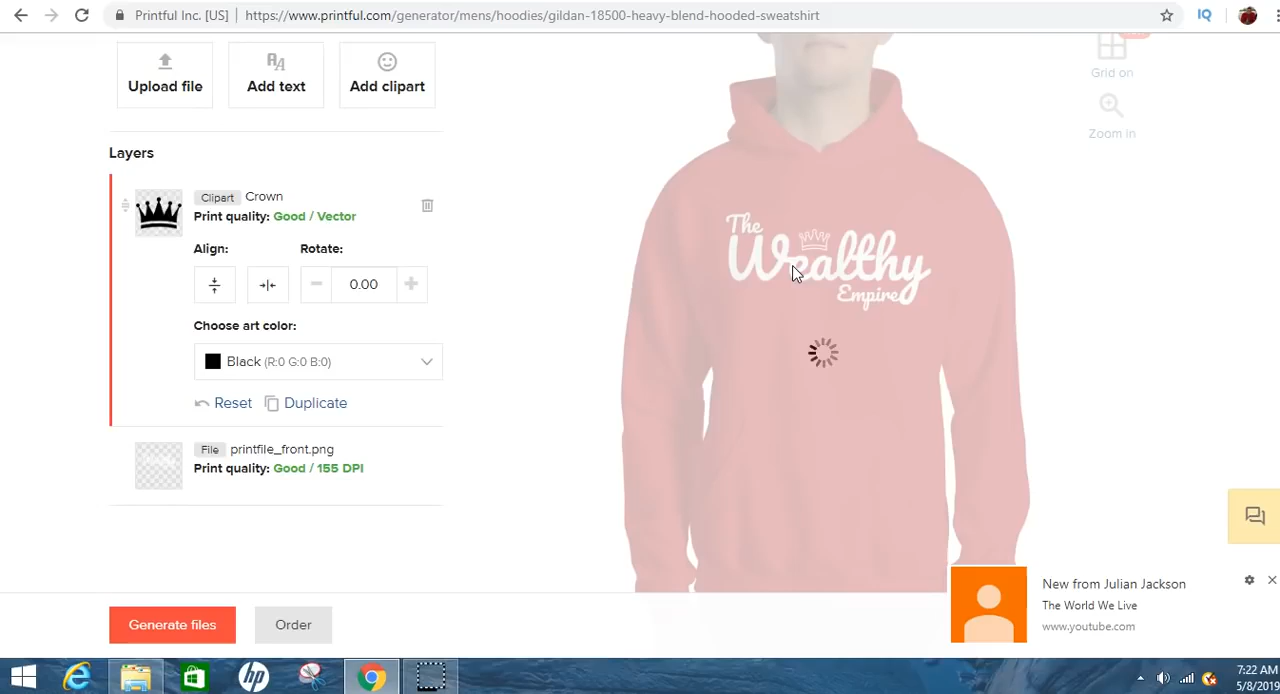 Printful Inc. [US]
https://www.printful.com/generator/mens/hoodies/gildan-18500-heavy-blend-hooded-sweatshirt
IQ
Upload file
Add text
Add clipart
Grid on
Zoom in
Layers
Clipart Crown
Print quality: Good / Vector
Align:
Rotate:
0.00
Choose art color:
Black (R:0 G:0 B:0)
Reset
Duplicate
File printfile_front.png
Print quality: Good / 155 DPI
The
Wealthy
Empire
Generate files
Order
New from Julian Jackson
The World We Live
www.youtube.com
hp
7:22 AM
5/8/2019